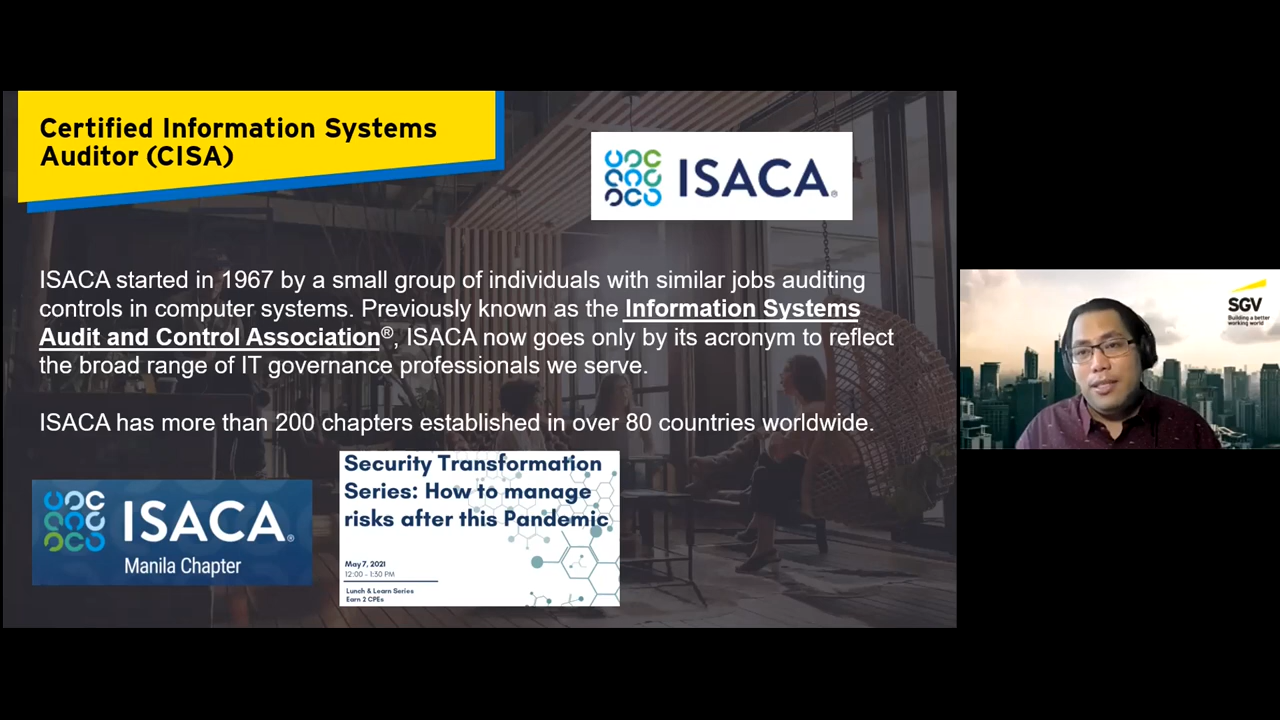 Certified Information Systems
Auditor (CISA)
ISACA®
ISACA started in 1967 by a small group of individuals with similar jobs auditing
controls in computer systems. Previously known as the Information Systems
Audit and Control Association®, ISACA now goes only by its acronym to reflect
the broad range of IT governance professionals we serve.
ISACA has more than 200 chapters established in over 80 countries worldwide.
ISACA®
Manila Chapter
Security Transformation
Series: How to manage
risks after this Pandemic
May 7, 2021
12:00 - 1:30 PM
Lunch & Learn Series
Earn 2 CPEs
SGV
Building a better
working world